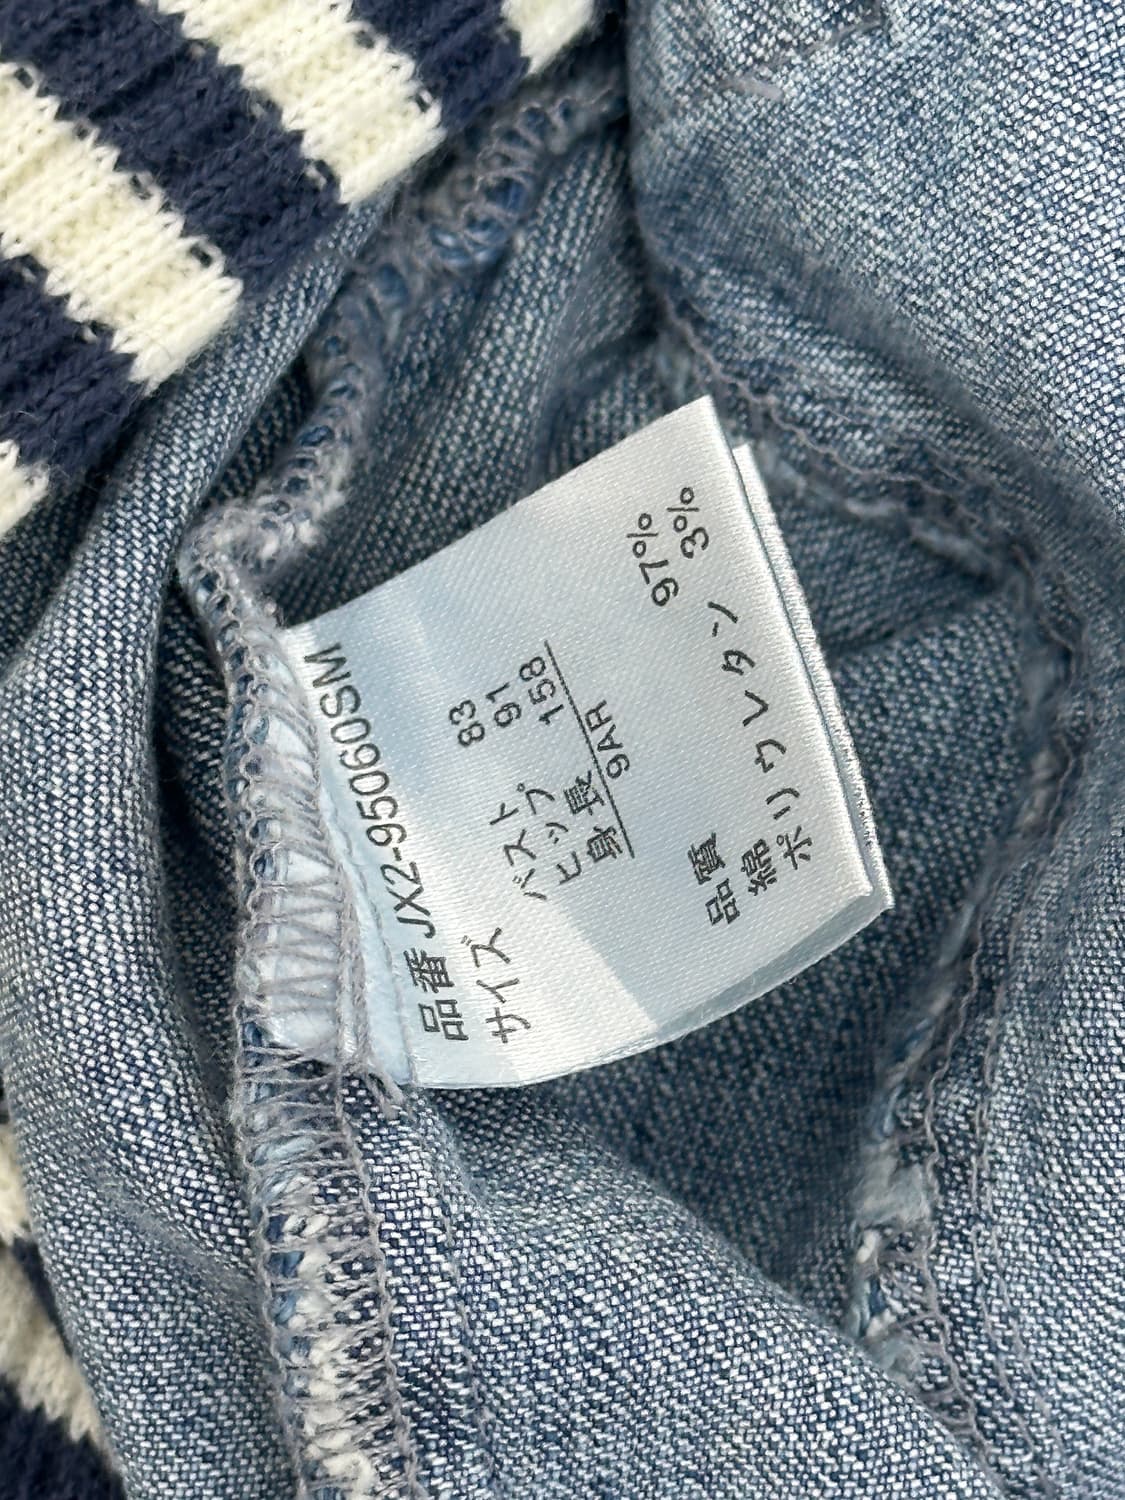 品番 JX2-95060SM
サイズ
バスト 83
ヒップ 91
身長 158
9AR
品質
綿 97%
ポリウレタン 3%